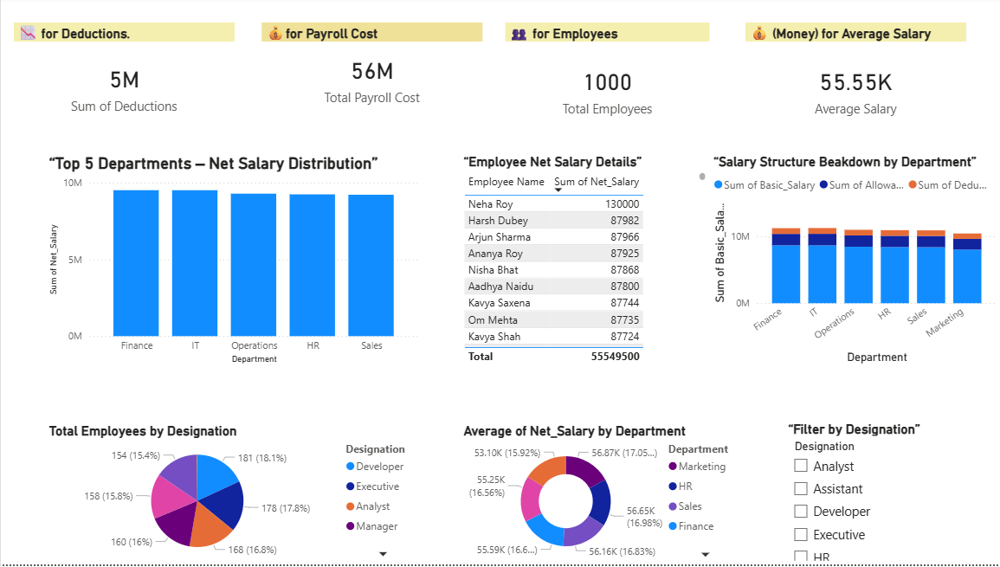 📉 for Deductions.
💰 for Payroll Cost
👥 for Employees
💰 (Money) for Average Salary
5M
Sum of Deductions
56M
Total Payroll Cost
1000
Total Employees
55.55K
Average Salary
“Top 5 Departments – Net Salary Distribution”
10M
5M
0M
Sum of Net_Salary
Finance
IT
Operations
HR
Sales
Department
“Employee Net Salary Details”
Employee Name Sum of Net_Salary
Neha Roy 130000
Harsh Dubey 87982
Arjun Sharma 87966
Ananya Roy 87925
Nisha Bhat 87868
Aadhya Naidu 87800
Kavya Saxena 87744
Om Mehta 87735
Kavya Shah 87724
Total 55549500
“Salary Structure Beakdown by Department”
Sum of Basic_Salary
Sum of Allowa...
Sum of Dedu...
Sum of Basic_Sala...
10M
0M
Finance
IT
Operations
HR
Sales
Marketing
Department
Total Employees by Designation
154 (15.4%)
181 (18.1%)
158 (15.8%)
178 (17.8%)
160 (16%)
168 (16.8%)
Designation
Developer
Executive
Analyst
Manager
Average of Net_Salary by Department
53.10K (15.92%)
56.87K (17.05...)
55.25K
(16.56%)
56.65K
(16.98%)
55.59K (16.6...)
56.16K (16.83%)
Department
Marketing
HR
Sales
Finance
“Filter by Designation”
Designation
Analyst
Assistant
Developer
Executive
HR